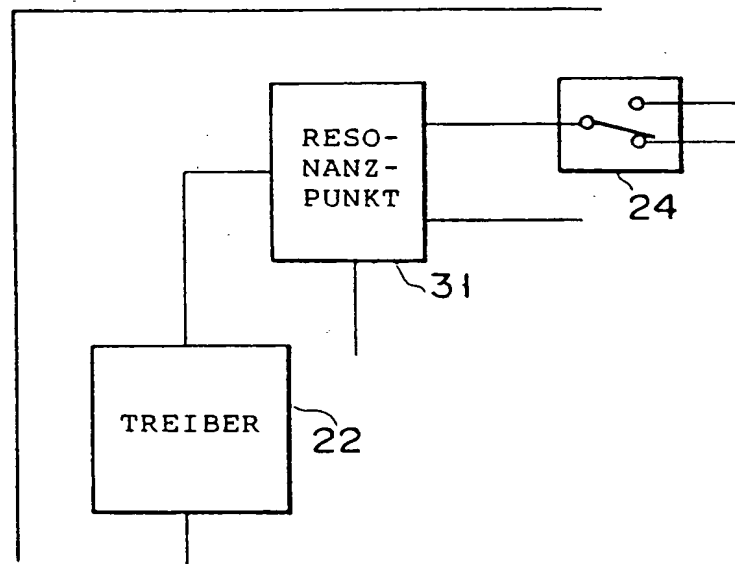 RESO-
NANZ-
PUNKT
24
31
TREIBER
22